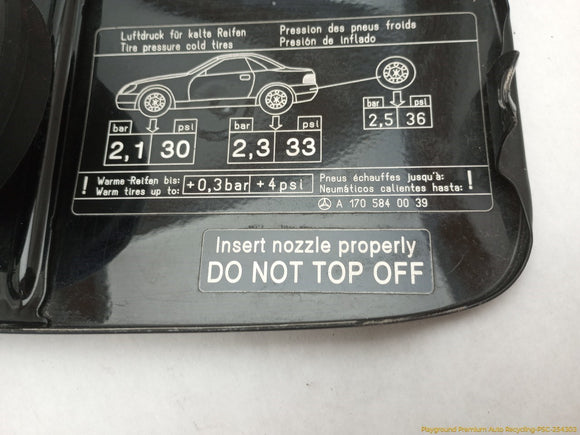 Luftdruck für kalte Reifen
Tire pressure cold tires
Pression des pneus froids
Presión de inflado
bar psi
2,1 30
bar psi
2,3 33
bar psi
2,5 36
! Warme Reifen bis:
Warm tires up to:
+0,3bar +4psi
Pneus échauffes jusqu'à:
Neumáticos calientes hasta: !
A 170 584 00 39
Insert nozzle properly
DO NOT TOP OFF
Playground Premium Auto Recycling-PSC-254303